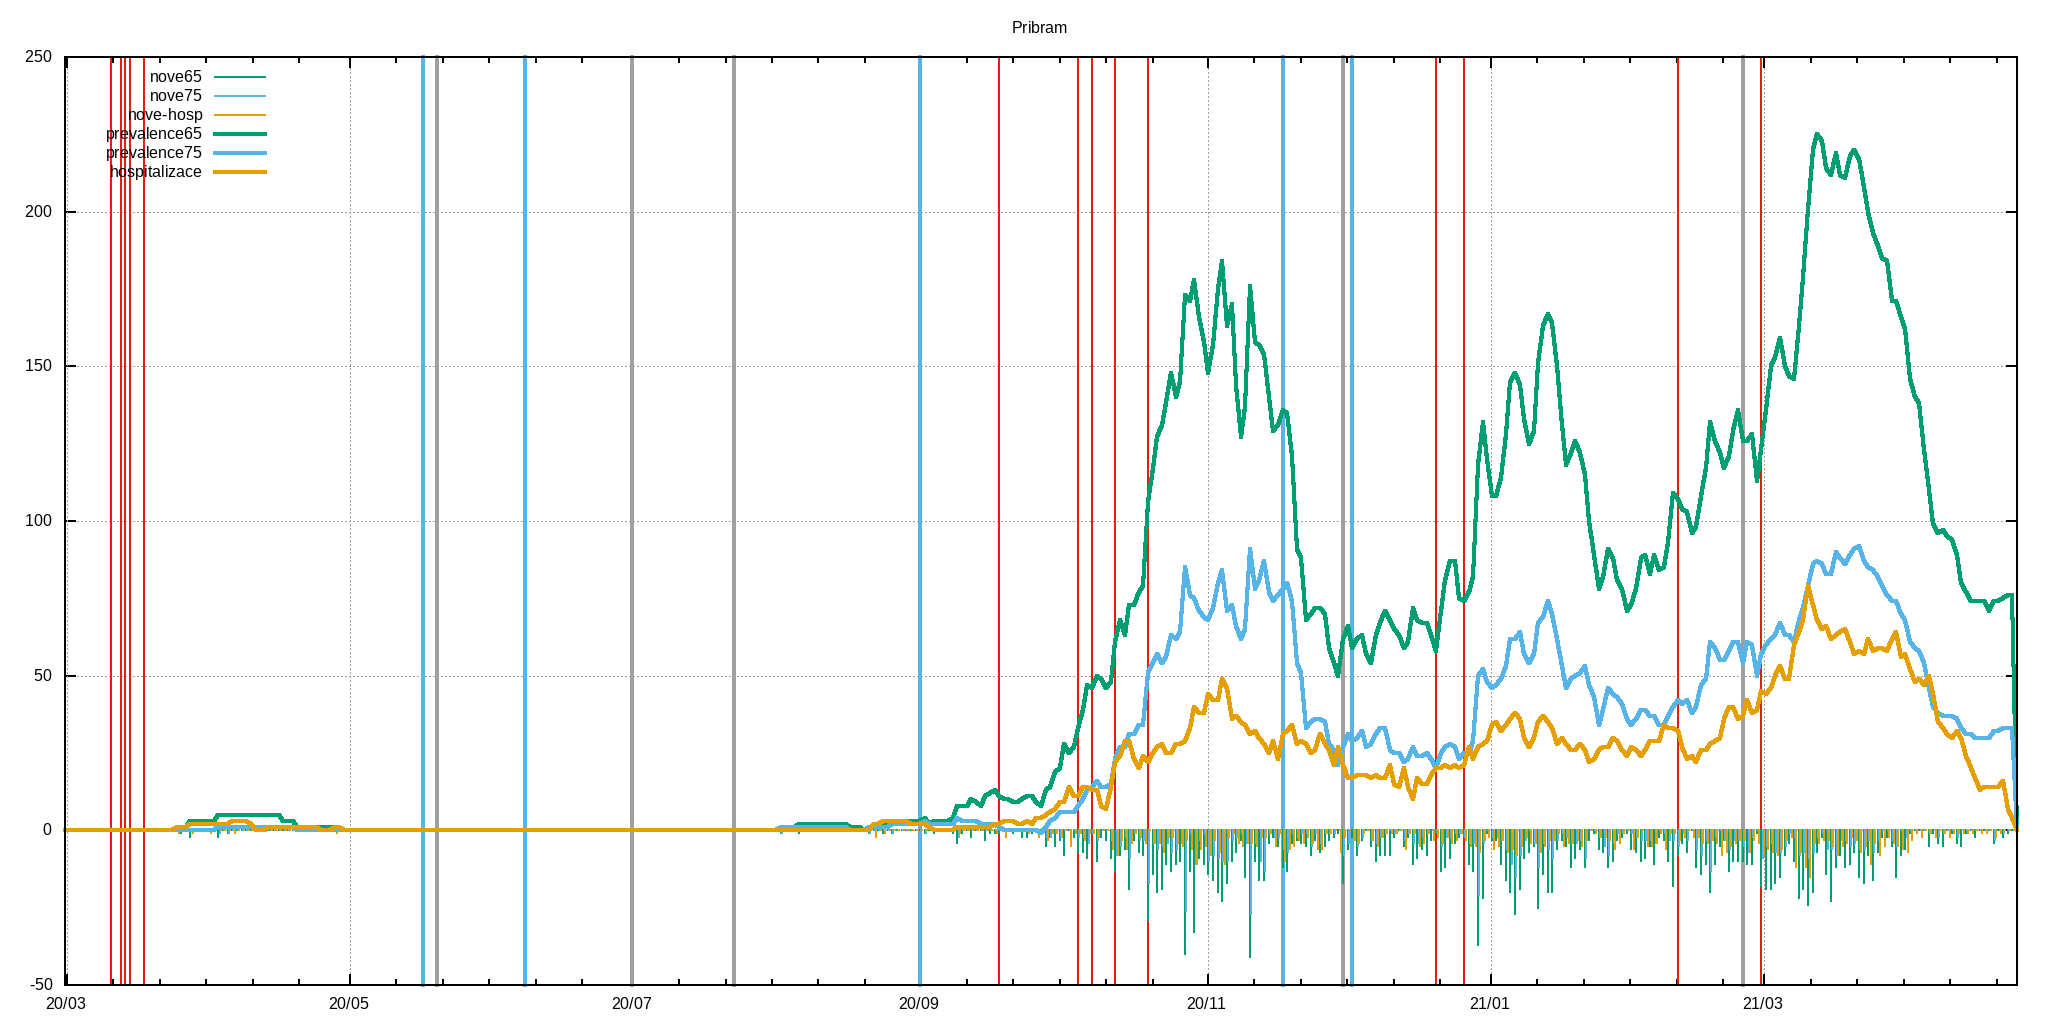 Pribram
250
nove65
nove75
nove-hosp
prevalence65
prevalence75
hospitalizace
200
150
100
50
0
-50
20/03 20/05 20/07 20/09 20/11 21/01 21/03